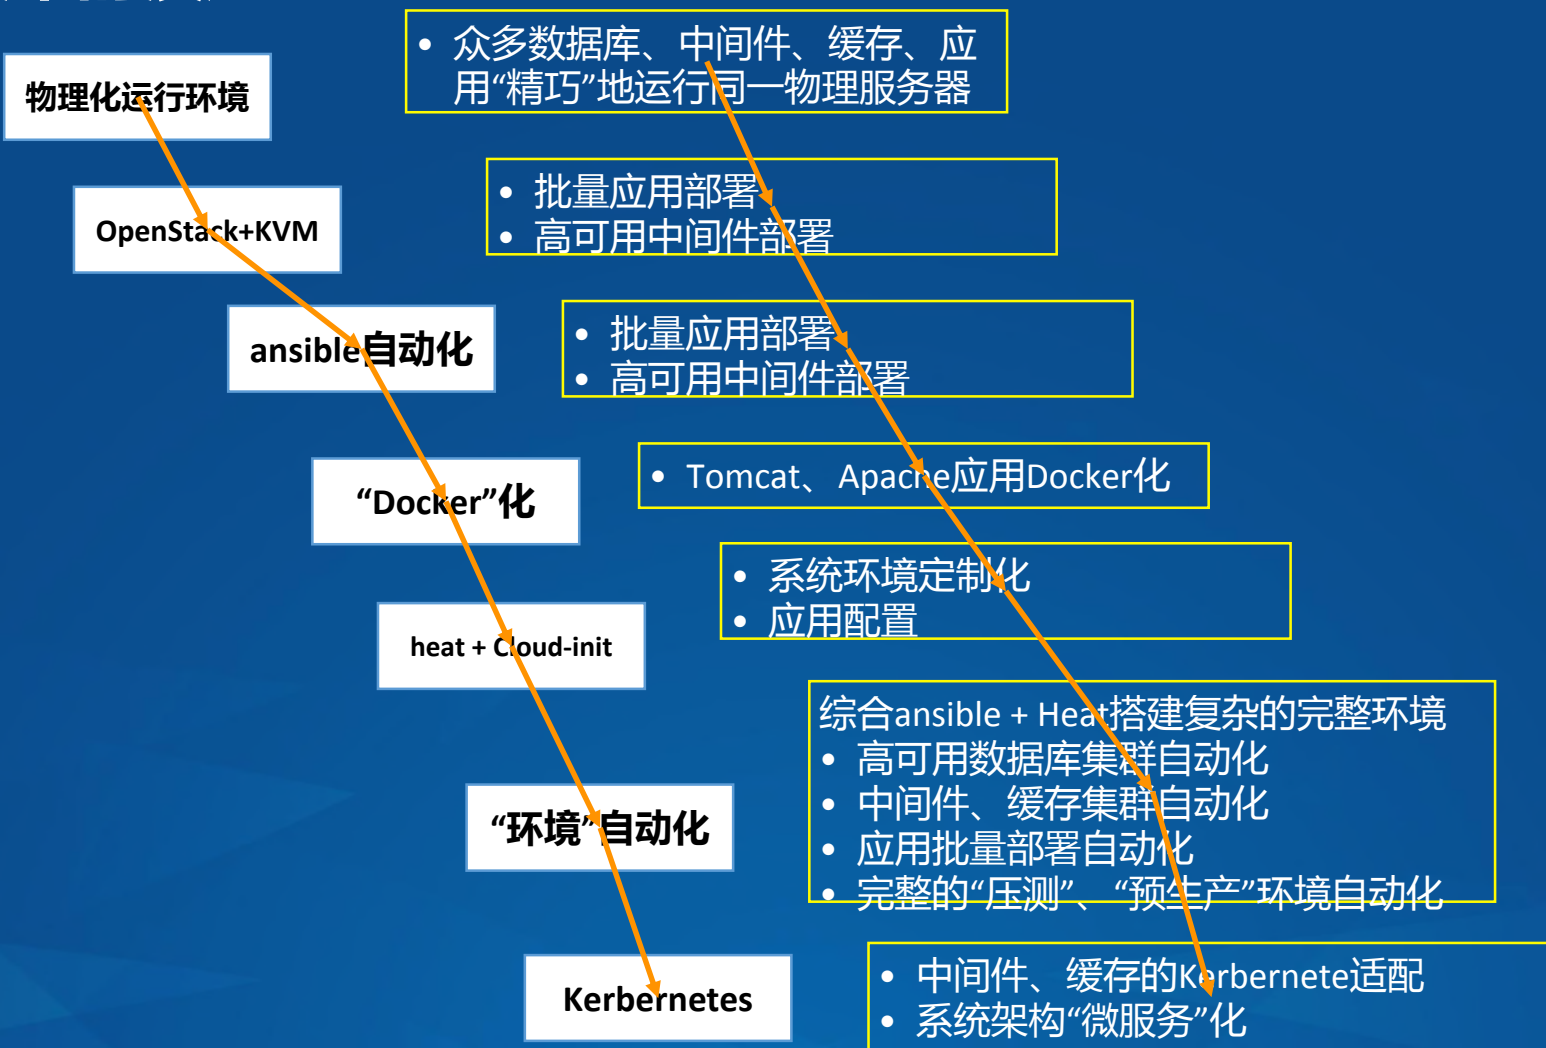 物理化运行环境
• 众多数据库、中间件、缓存、应
用“精巧”地运行同一物理服务器
OpenStack+KVM
• 批量应用部署
• 高可用中间件部署
ansible自动化
• 批量应用部署
• 高可用中间件部署
“Docker”化
• Tomcat、Apache应用Docker化
heat + Cloud-init
• 系统环境定制化
• 应用配置
“环境”自动化
综合ansible + Heat搭建复杂的完整环境
• 高可用数据库集群自动化
• 中间件、缓存集群自动化
• 应用批量部署自动化
• 完整的“压测”、“预生产”环境自动化
Kerbernetes
• 中间件、缓存的Kerbernete适配
• 系统架构“微服务”化